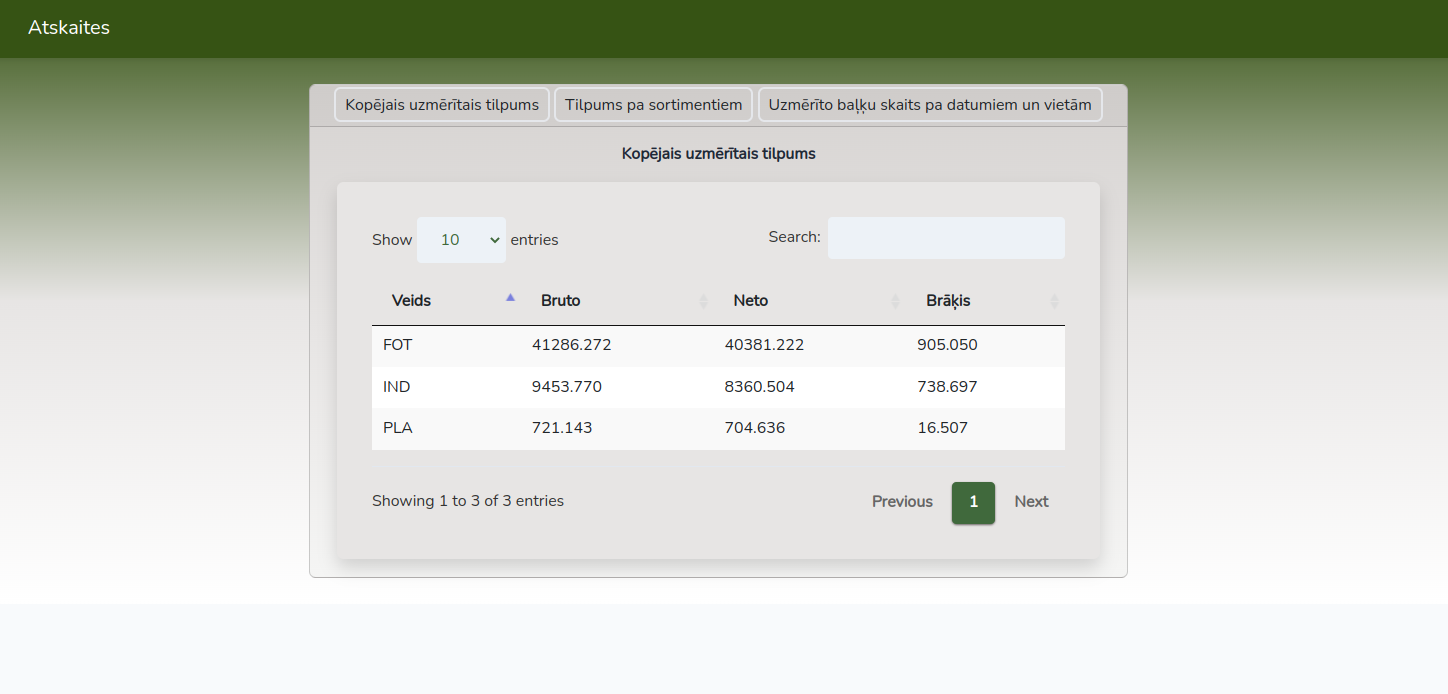 Atskaites
Kopējais uzmērītais tilpums Tilpums pa sortimentiem Uzmērīto baļķu skaits pa datumiem un vietām
Kopējais uzmērītais tilpums
Show 10 entries Search:
Veids Bruto Neto Brāķis
FOT 41286.272 40381.222 905.050
IND 9453.770 8360.504 738.697
PLA 721.143 704.636 16.507
Showing 1 to 3 of 3 entries Previous 1 Next